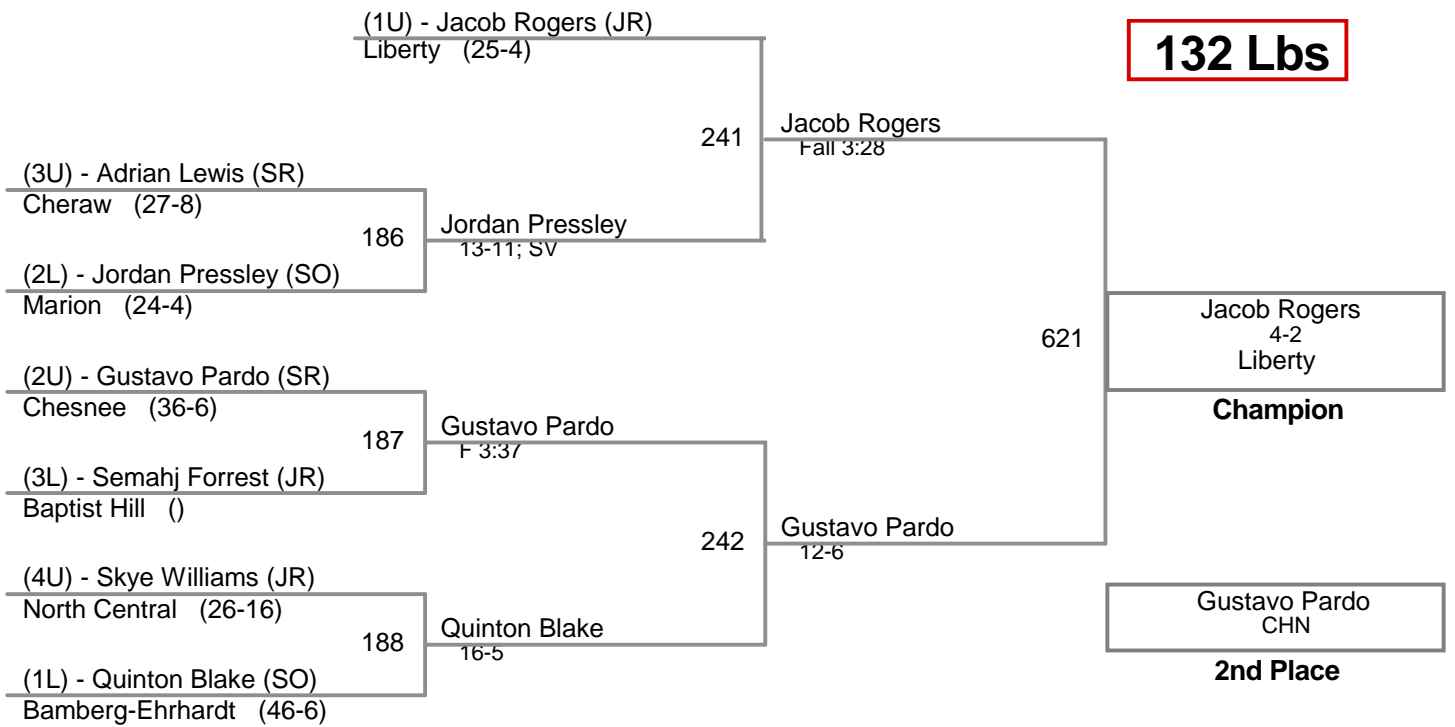 (1U) - Jacob Rogers (JR)
Liberty (25-4)
132 Lbs
241
Jacob Rogers
Fall 3:28
(3U) - Adrian Lewis (SR)
Cheraw (27-8)
186
Jordan Pressley
13-11; SV
(2L) - Jordan Pressley (SO)
Marion (24-4)
621
Jacob Rogers
4-2
Liberty
Champion
(2U) - Gustavo Pardo (SR)
Chesnee (36-6)
187
Gustavo Pardo
F 3:37
(3L) - Semahj Forrest (JR)
Baptist Hill ()
242
Gustavo Pardo
12-6
(4U) - Skye Williams (JR)
North Central (26-16)
188
Quinton Blake
16-5
(1L) - Quinton Blake (SO)
Bamberg-Ehrhardt (46-6)
Gustavo Pardo
CHN
2nd Place